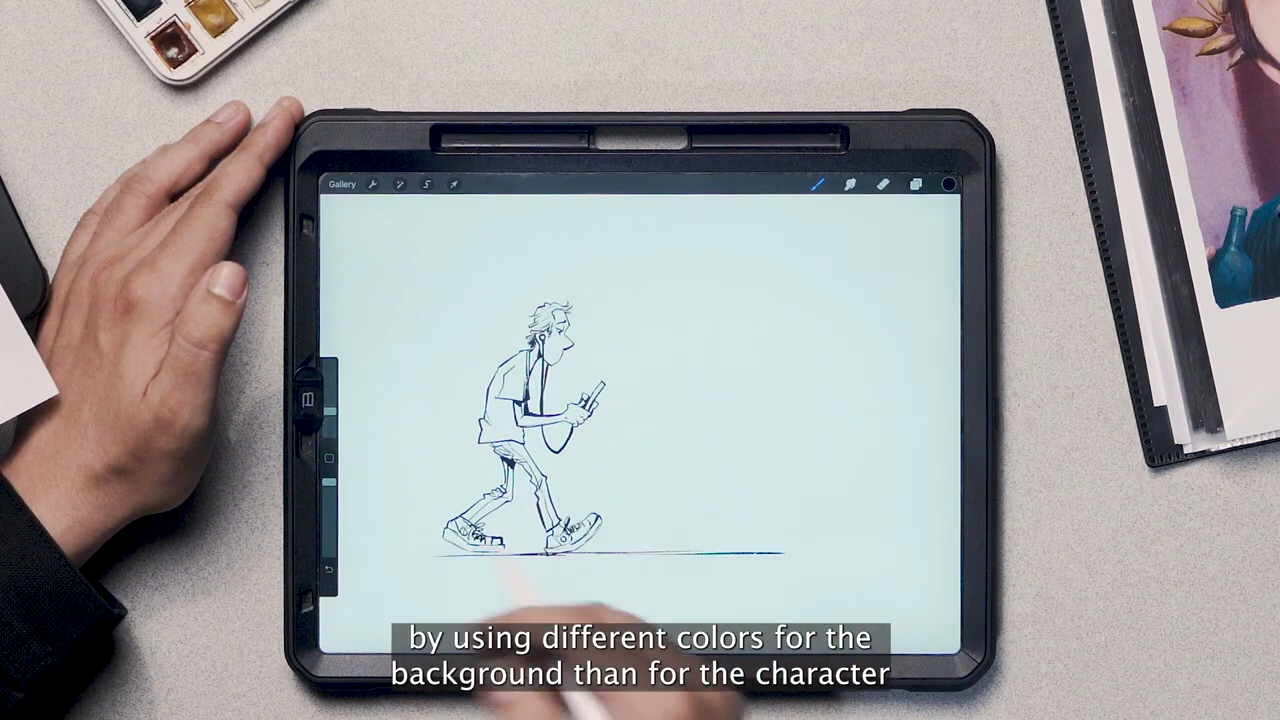 Gallery
by using different colors for the
background than for the character